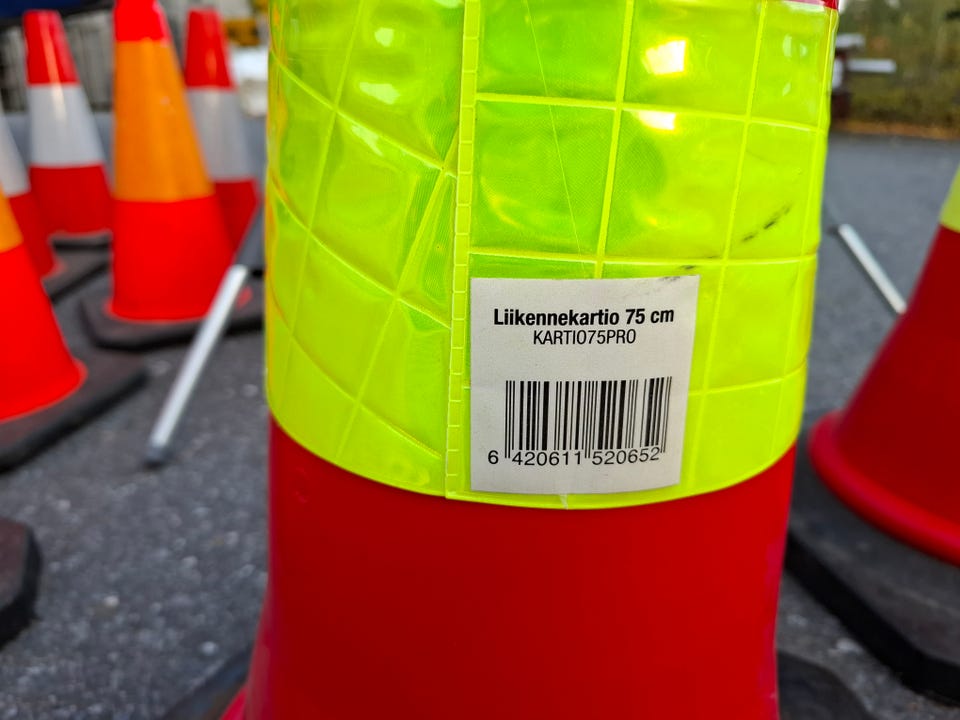 Liikennekartio 75 cm
KARTIO75PRO
6 420611 520652